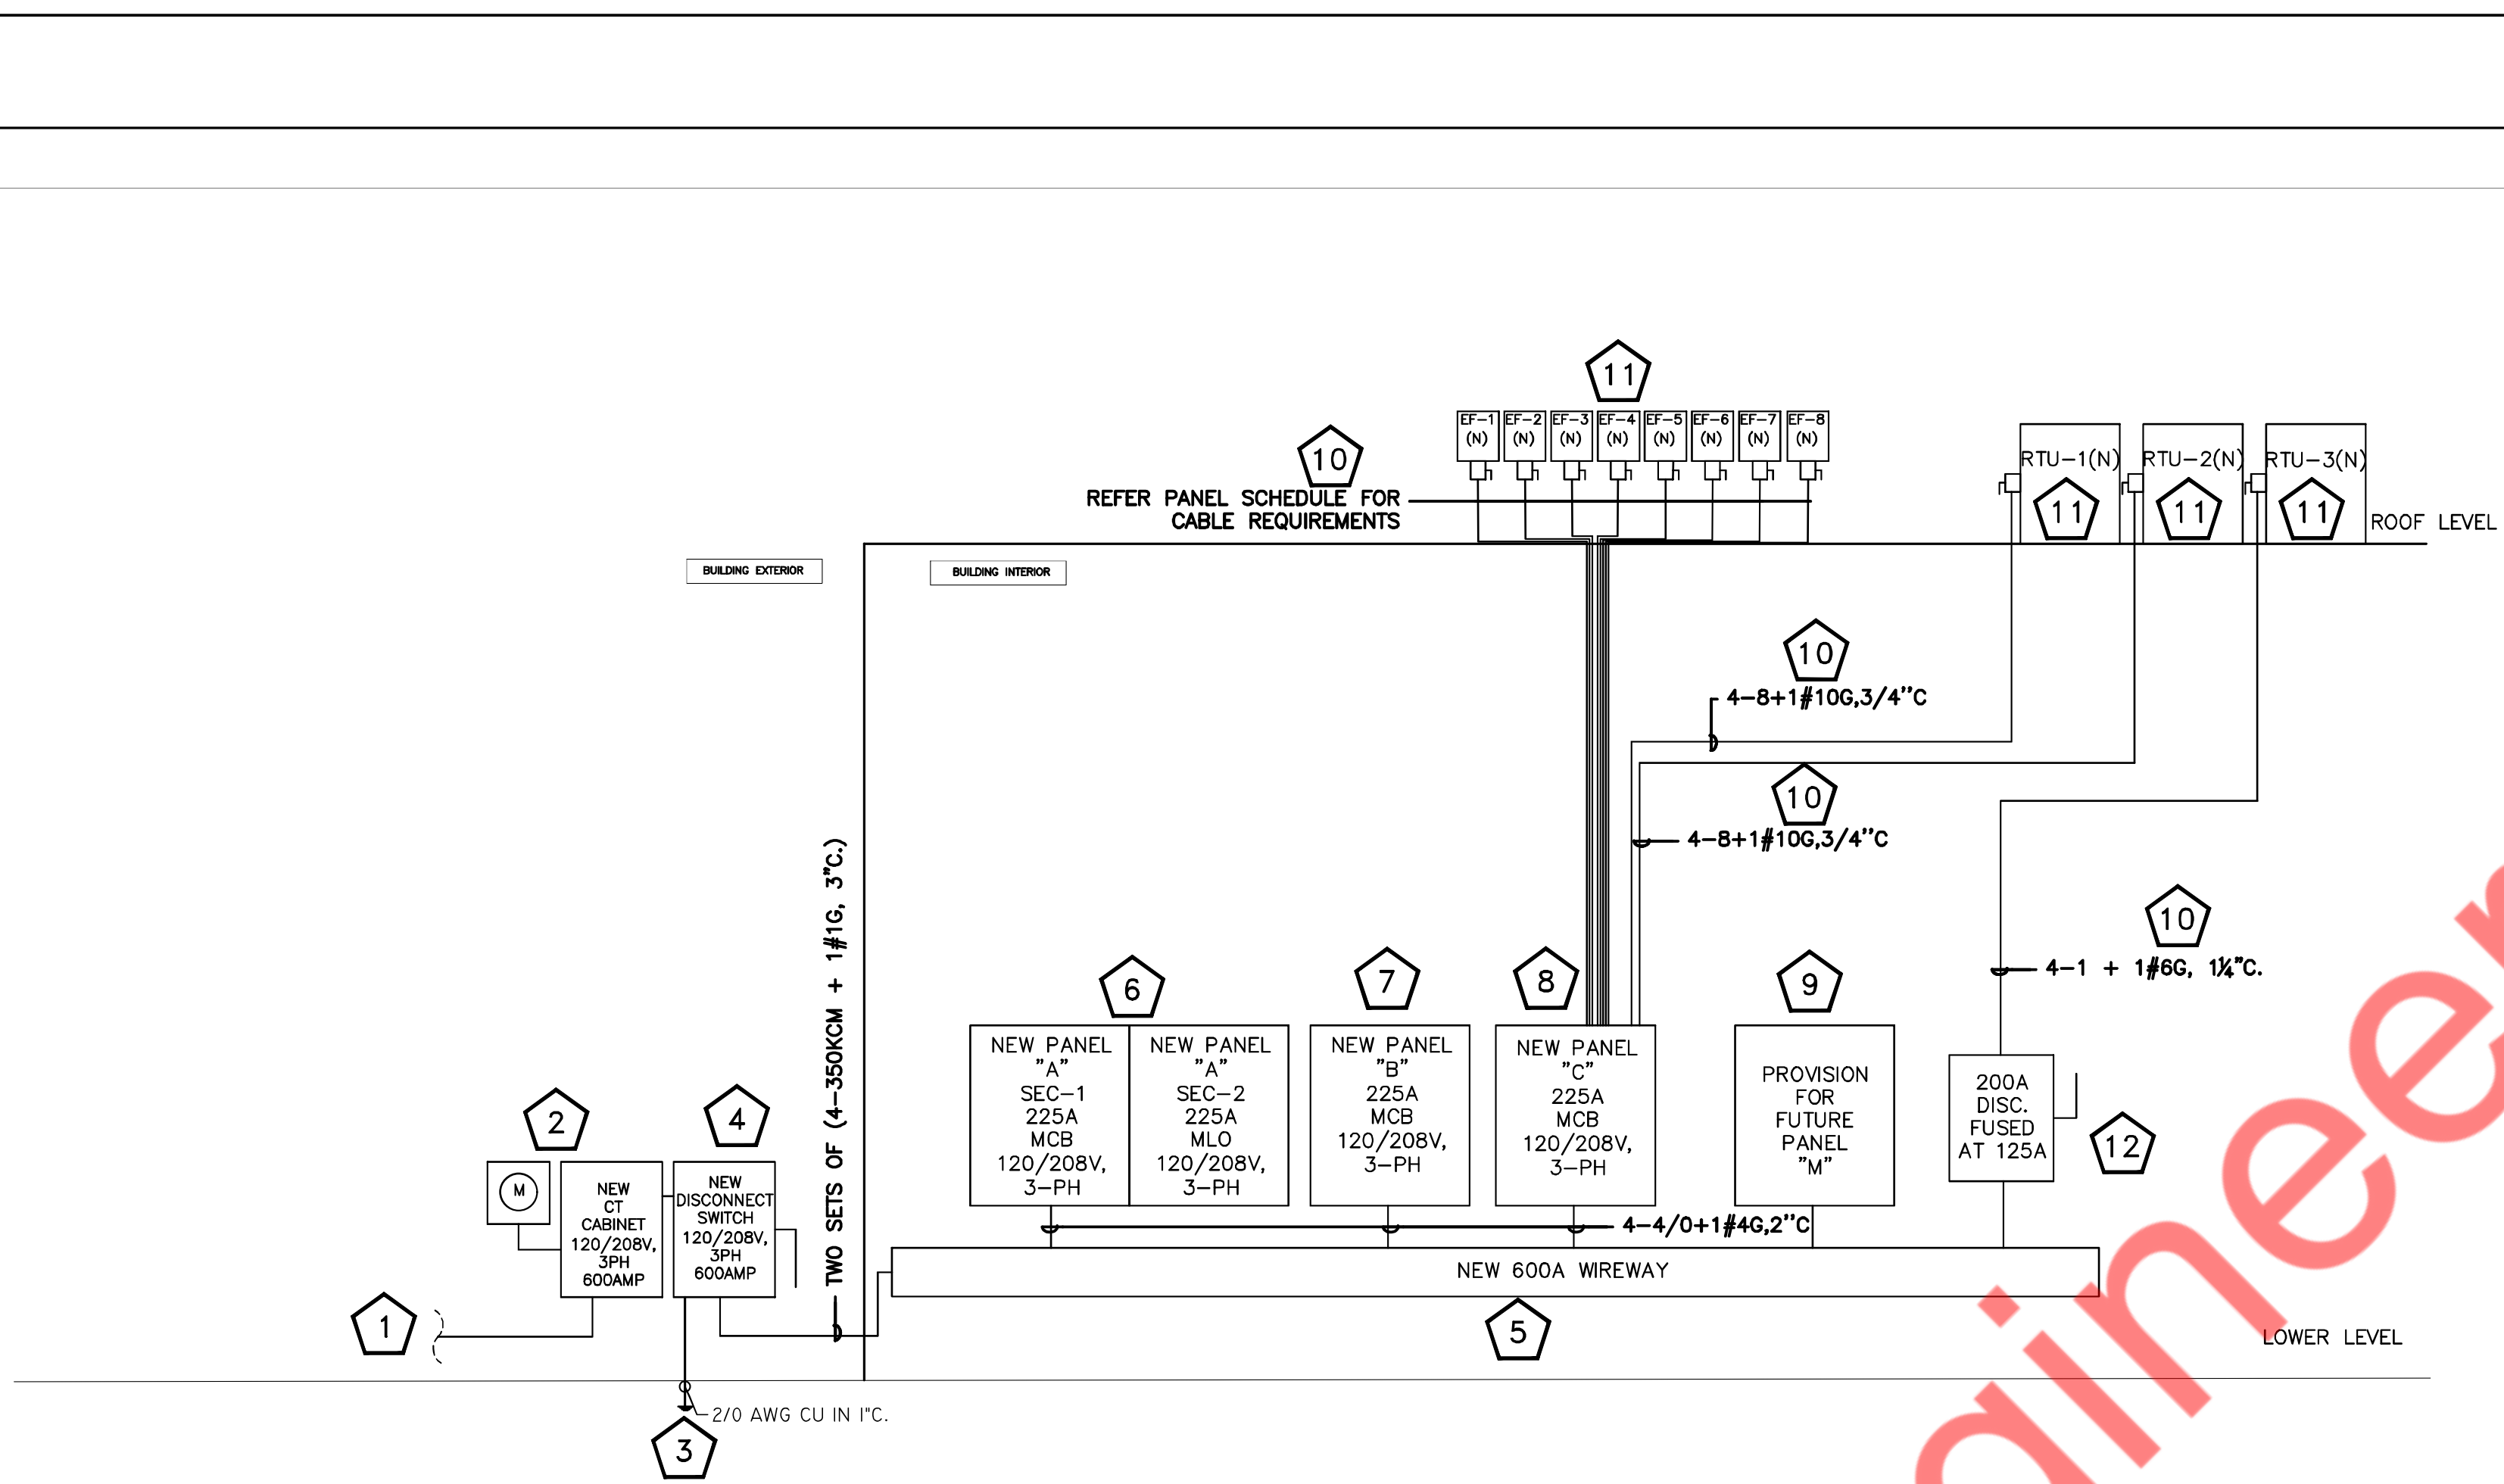 11
EF-1 (N)
EF-2 (N)
EF-3 (N)
EF-4 (N)
EF-5 (N)
EF-6 (N)
EF-7 (N)
EF-8 (N)
10
REFER PANEL SCHEDULE FOR
CABLE REQUIREMENTS
RTU-1(N)
11
RTU-2(N)
11
RTU-3(N)
11
ROOF LEVEL
BUILDING EXTERIOR
BUILDING INTERIOR
10
4-8+1#10G,3/4''C
10
4-8+1#10G,3/4''C
10
4-1 + 1#6G, 1¼"C.
TWO SETS OF (4-350KCM + 1#1G, 3"C.)
6
NEW PANEL
"A"
SEC-1
225A
MCB
120/208V,
3-PH
NEW PANEL
"A"
SEC-2
225A
MLO
120/208V,
3-PH
7
NEW PANEL
"B"
225A
MCB
120/208V,
3-PH
8
NEW PANEL
"C"
225A
MCB
120/208V,
3-PH
9
PROVISION
FOR
FUTURE
PANEL
"M"
200A
DISC.
FUSED
AT 125A
12
2
M
NEW
CT
CABINET
120/208V,
3PH
600AMP
4
NEW
DISCONNECT
SWITCH
120/208V,
3PH
600AMP
4-4/0+1#4G,2''C
NEW 600A WIREWAY
5
1
LOWER LEVEL
2/0 AWG CU IN 1"C.
3
gineer